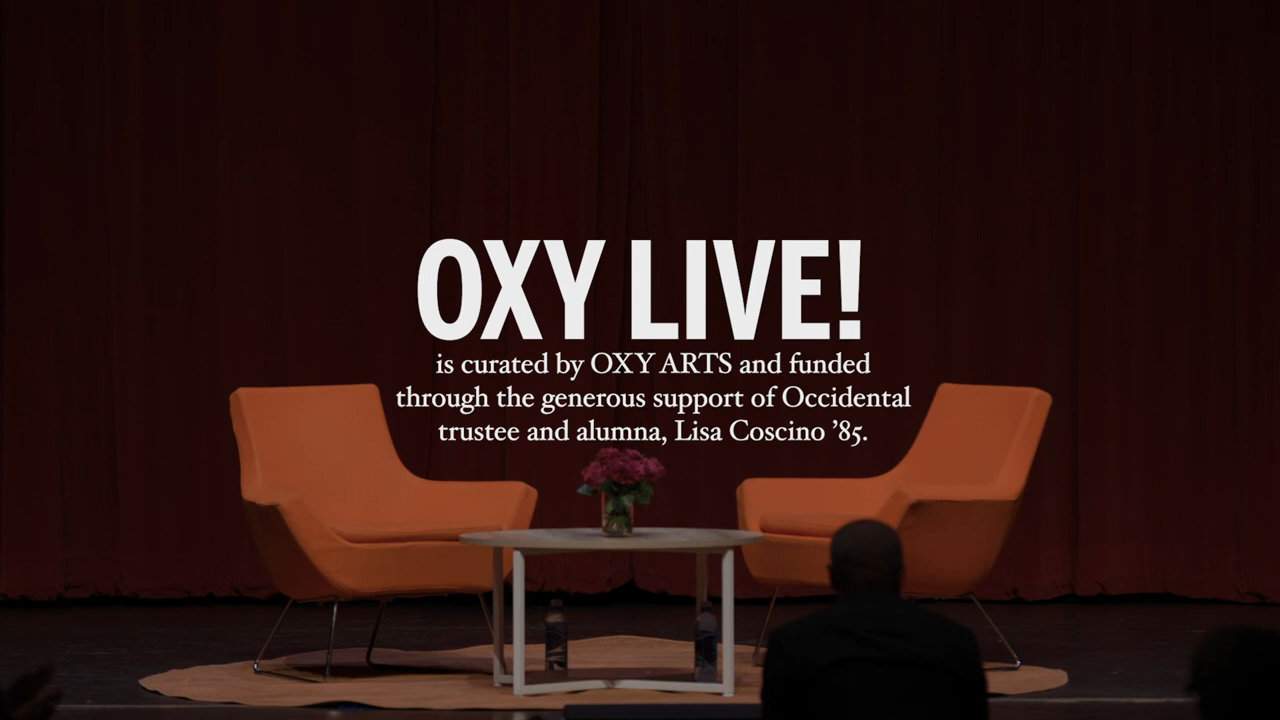 OXY LIVE!
is curated by OXY ARTS and funded
through the generous support of Occidental
trustee and alumna, Lisa Coscino ’85.